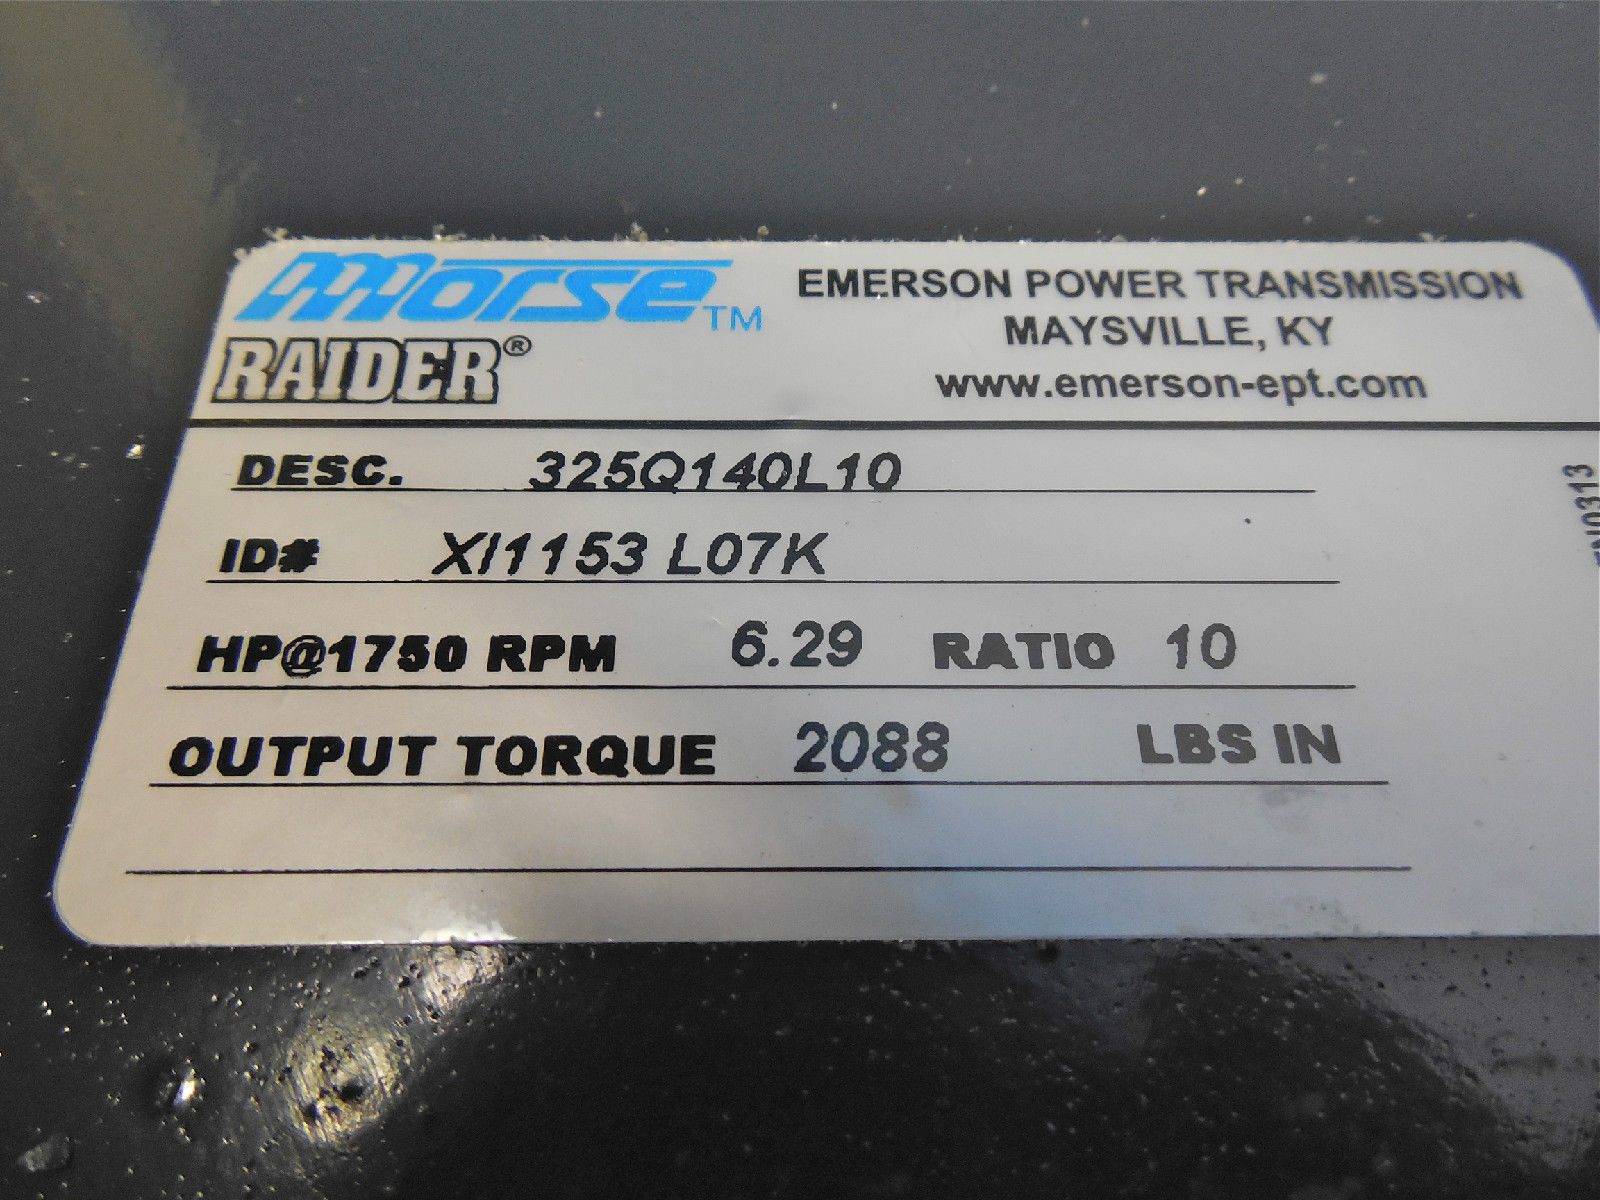 Morse™
RAIDER®
EMERSON POWER TRANSMISSION
MAYSVILLE, KY
www.emerson-ept.com
DESC. 325Q140L10
ID# XI1153 L07K
HP@1750 RPM 6.29 RATIO 10
OUTPUT TORQUE 2088 LBS IN